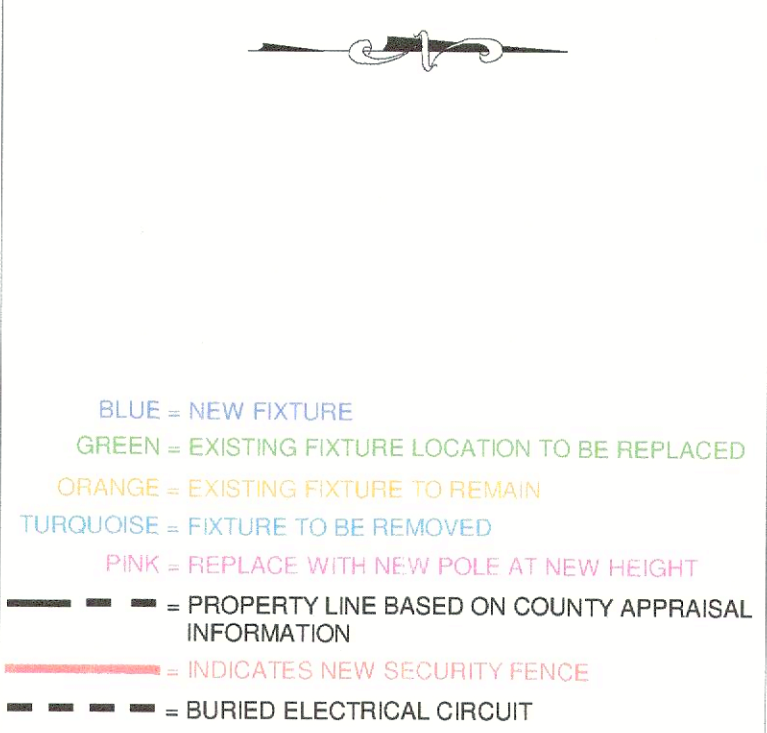 BLUE = NEW FIXTURE
GREEN = EXISTING FIXTURE LOCATION TO BE REPLACED
ORANGE = EXISTING FIXTURE TO REMAIN
TURQUOISE = FIXTURE TO BE REMOVED
PINK = REPLACE WITH NEW POLE AT NEW HEIGHT
= PROPERTY LINE BASED ON COUNTY APPRAISAL
INFORMATION
= INDICATES NEW SECURITY FENCE
= BURIED ELECTRICAL CIRCUIT